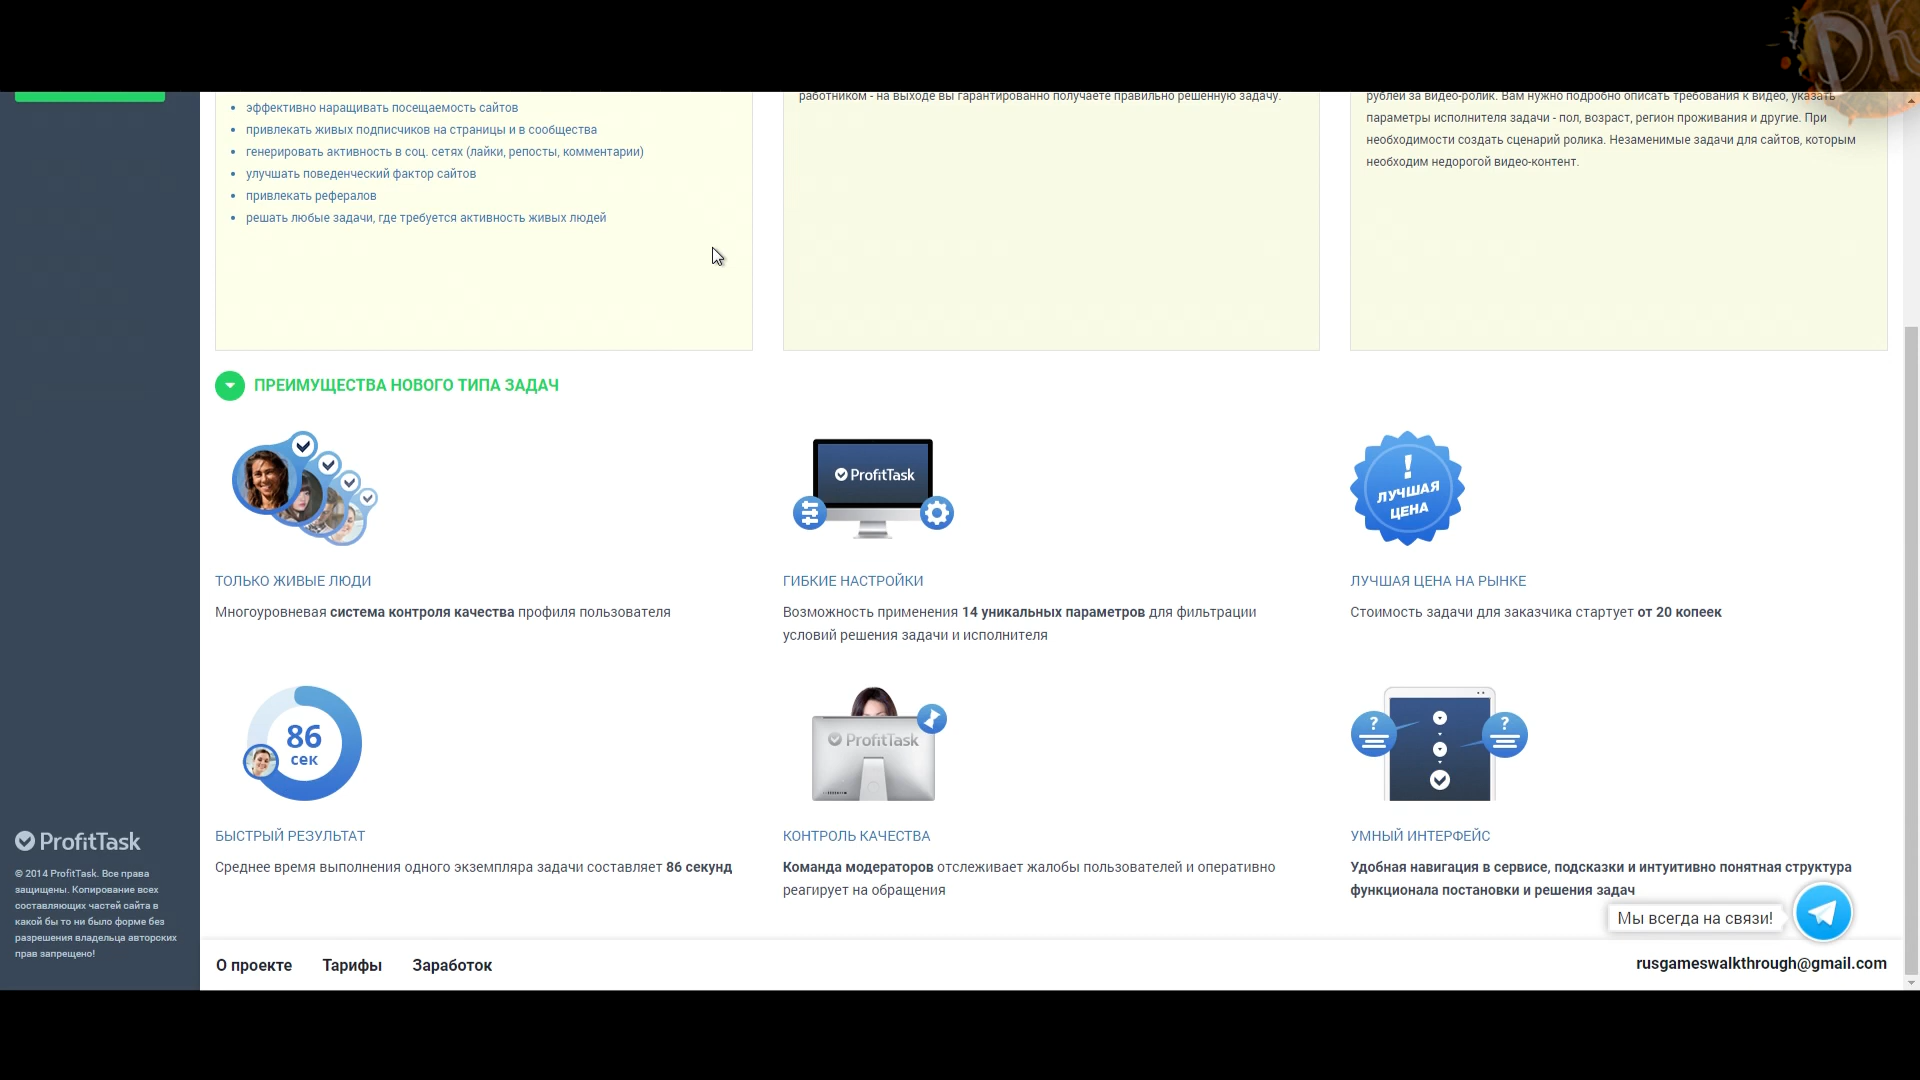 Dh
эффективно наращивать посещаемость сайтов
привлекать живых подписчиков на страницы и в сообщества
генерировать активность в соц. сетях (лайки, репосты, комментарии)
улучшать поведенческий фактор сайтов
привлекать рефералов
решать любые задачи, где требуется активность живых людей
работником - на выходе вы гарантированно получаете правильно решенную задачу.
рублей за видео-ролик. Вам нужно подробно описать требования к видео, указать
параметры исполнителя задачи - пол, возраст, регион проживания и другие. При
необходимости создать сценарий ролика. Незаменимые задачи для сайтов, которым
необходим недорогой видео-контент.
ПРЕИМУЩЕСТВА НОВОГО ТИПА ЗАДАЧ
ProfitTask
!
ЛУЧШАЯ
ЦЕНА
ТОЛЬКО ЖИВЫЕ ЛЮДИ
Многоуровневая система контроля качества профиля пользователя
ГИБКИЕ НАСТРОЙКИ
Возможность применения 14 уникальных параметров для фильтрации
условий решения задачи и исполнителя
ЛУЧШАЯ ЦЕНА НА РЫНКЕ
Стоимость задачи для заказчика стартует от 20 копеек
86
сек
ProfitTask
?
?
БЫСТРЫЙ РЕЗУЛЬТАТ
Среднее время выполнения одного экземпляра задачи составляет 86 секунд
КОНТРОЛЬ КАЧЕСТВА
Команда модераторов отслеживает жалобы пользователей и оперативно
реагирует на обращения
УМНЫЙ ИНТЕРФЕЙС
Удобная навигация в сервисе, подсказки и интуитивно понятная структура
функционала постановки и решения задач
ProfitTask
© 2014 ProfitTask. Все права
защищены. Копирование всех
составляющих частей сайта в
какой бы то ни было форме без
разрешения владельца авторских
прав запрещено!
Мы всегда на связи!
О проекте
Тарифы
Заработок
rusgameswalkthrough@gmail.com